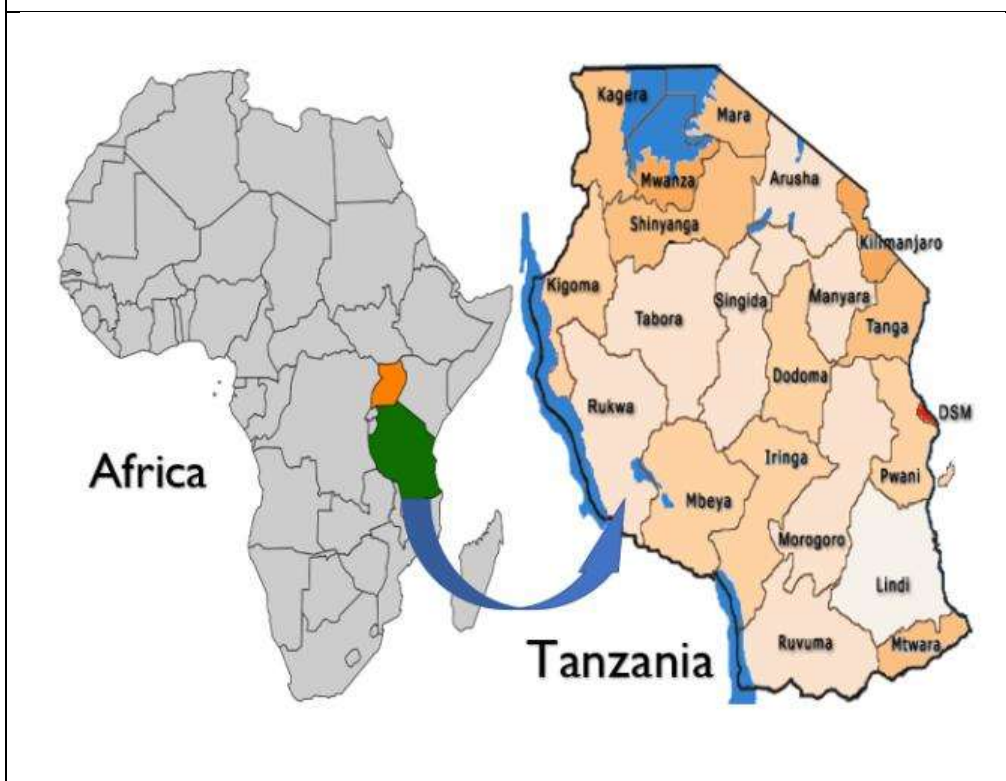 Africa
Tanzania
Kagera
Mara
Mwanza
Arusha
Shinyanga
Kilimanjaro
Kigoma
Tabora
Singida
Manyara
Tanga
Dodoma
Rukwa
DSM
Iringa
Pwani
Mbeya
Morogoro
Lindi
Ruvuma
Mtwara